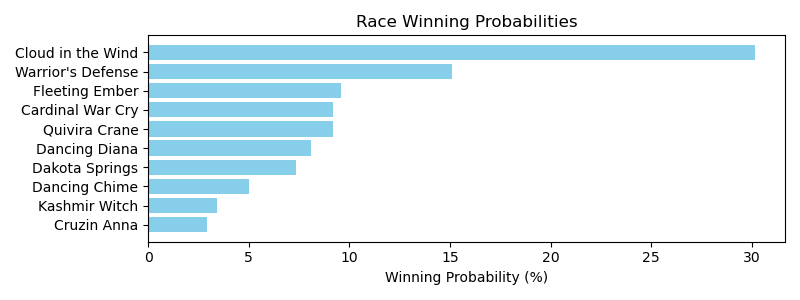 Race Winning Probabilities
Cloud in the Wind
Warrior's Defense
Fleeting Ember
Cardinal War Cry
Quivira Crane
Dancing Diana
Dakota Springs
Dancing Chime
Kashmir Witch
Cruzin Anna
0 5 10 15 20 25 30
Winning Probability (%)